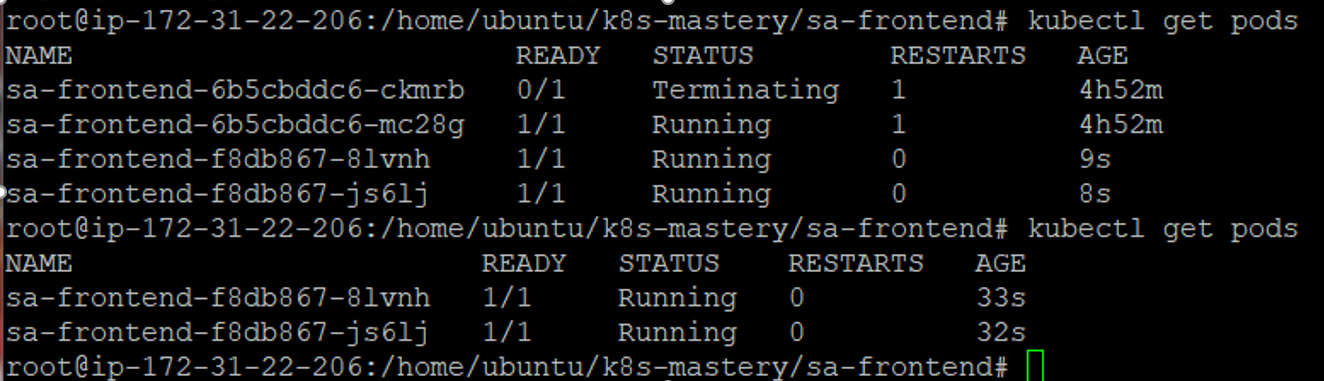 root@ip-172-31-22-206:/home/ubuntu/k8s-mastery/sa-frontend# kubectl get pods
NAME READY STATUS RESTARTS AGE
sa-frontend-6b5cbddc6-ckmrb 0/1 Terminating 1 4h52m
sa-frontend-6b5cbddc6-mc28g 1/1 Running 1 4h52m
sa-frontend-f8db867-8lvnh 1/1 Running 0 9s
sa-frontend-f8db867-js6lj 1/1 Running 0 8s
root@ip-172-31-22-206:/home/ubuntu/k8s-mastery/sa-frontend# kubectl get pods
NAME READY STATUS RESTARTS AGE
sa-frontend-f8db867-8lvnh 1/1 Running 0 33s
sa-frontend-f8db867-js6lj 1/1 Running 0 32s
root@ip-172-31-22-206:/home/ubuntu/k8s-mastery/sa-frontend#